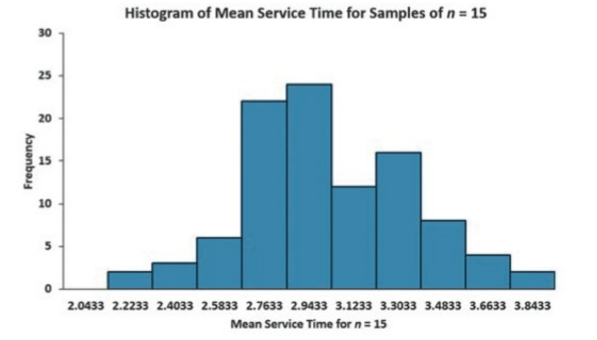 Histogram of Mean Service Time for Samples of n = 15
30
25
20
15
10
5
0
Frequency
2.0433 2.2233 2.4033 2.5833 2.7633 2.9433 3.1233 3.3033 3.4833 3.6633 3.8433
Mean Service Time for n = 15